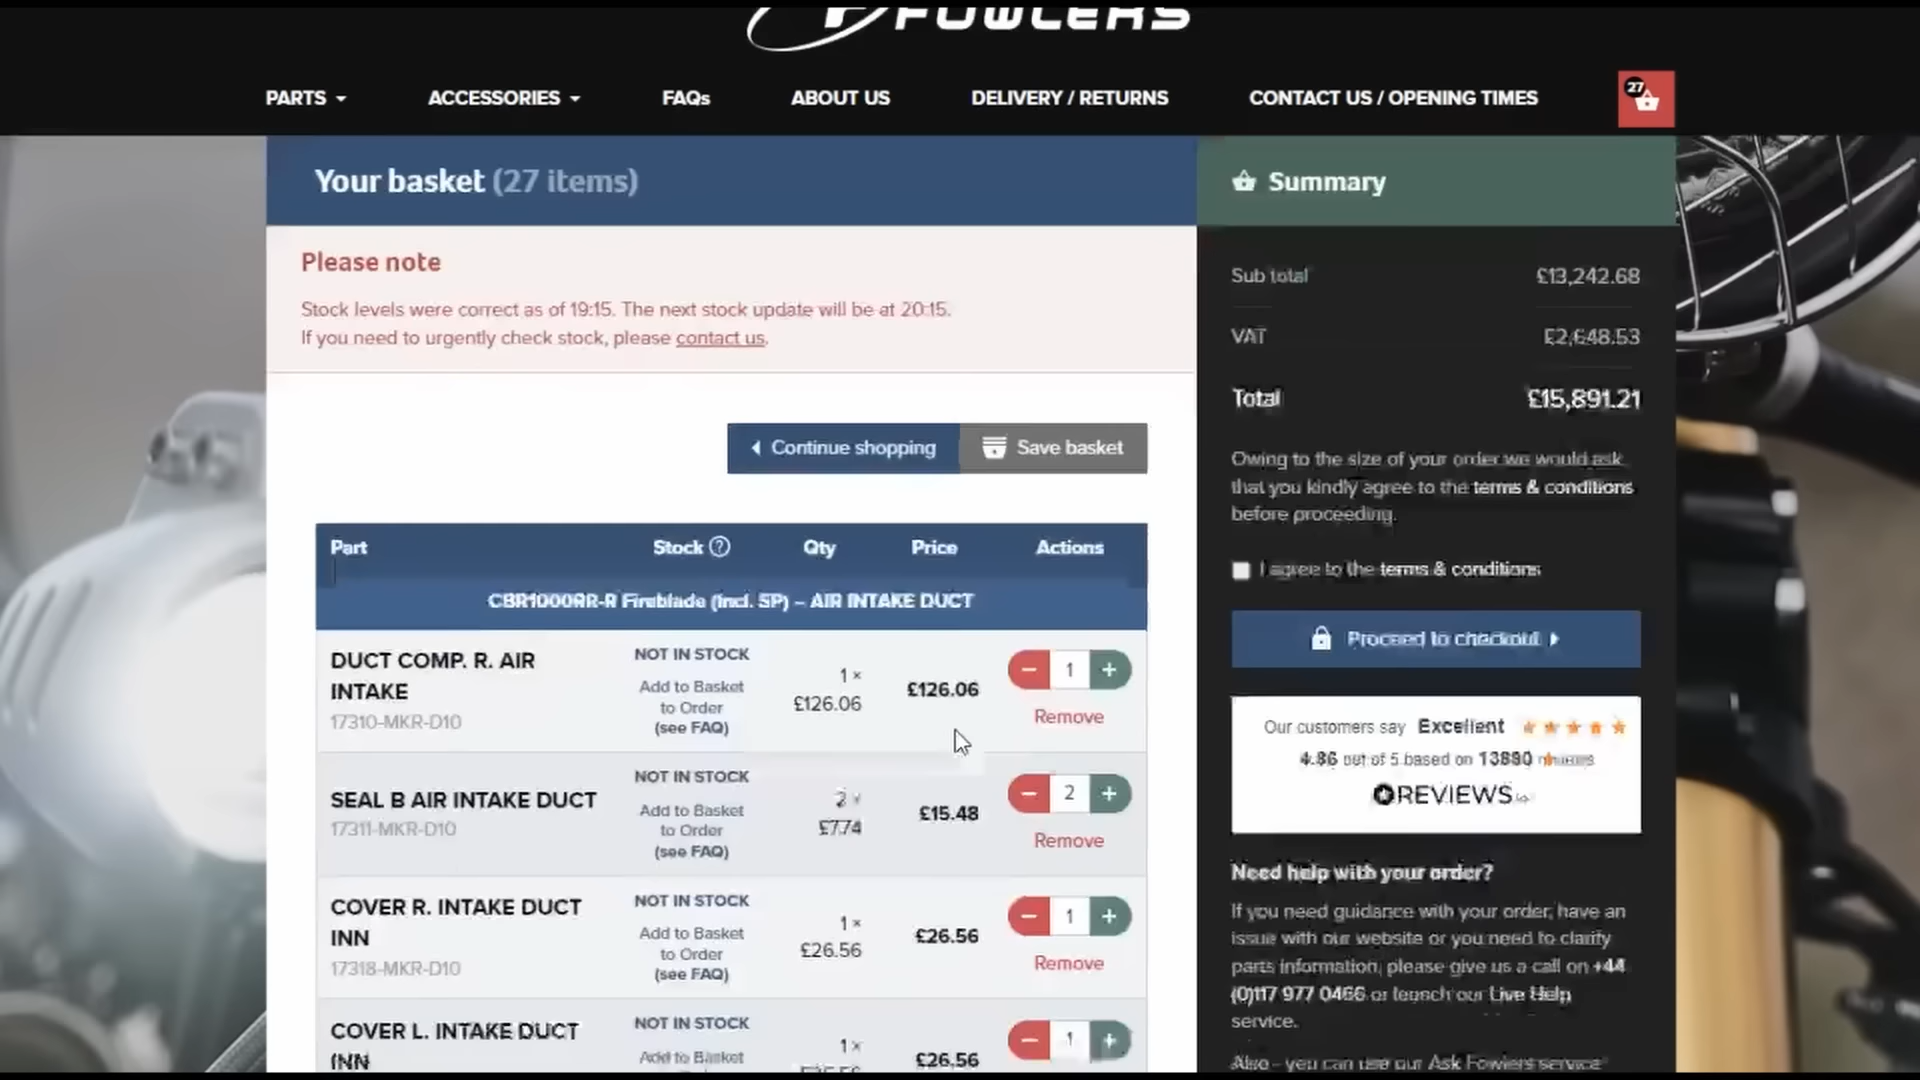 FOWLERS
PARTS
ACCESSORIES
FAQs
ABOUT US
DELIVERY / RETURNS
CONTACT US / OPENING TIMES
27
Your basket (27 items)
Please note
Stock levels were correct as of 19:15. The next stock update will be at 20:15.
If you need to urgently check stock, please contact us.
Continue shopping
Save basket
Part Stock ? Qty Price Actions
CBR1000RR-R Fireblade (incl. SP) – AIR INTAKE DUCT
DUCT COMP. R. AIR
INTAKE
17310-MKR-D10
NOT IN STOCK
Add to Basket
to Order
(see FAQ)
1 ×
£126.06
£126.06
− 1 +
Remove
SEAL B AIR INTAKE DUCT
17311-MKR-D10
NOT IN STOCK
Add to Basket
to Order
(see FAQ)
2 ×
£7.74
£15.48
− 2 +
Remove
COVER R. INTAKE DUCT
INN
17318-MKR-D10
NOT IN STOCK
Add to Basket
to Order
(see FAQ)
1 ×
£26.56
£26.56
− 1 +
Remove
COVER L. INTAKE DUCT
INN
NOT IN STOCK
Add to Basket
1 ×
£26.56
− 1 +
Summary
Sub total £13,242.68
VAT £2,648.53
Total £15,891.21
Owing to the size of your order we would ask
that you kindly agree to the terms & conditions
before proceeding.
I agree to the terms & conditions
Proceed to checkout
Our customers say Excellent
4.86 out of 5 based on 13880 reviews
REVIEWS
Need help with your order?
If you need guidance with your order, have an
issue with our website or you need to clarify
parts information, please give us a call on +44
(0)117 977 0466 or launch our Live Help
service.
Also - you can use our Ask Fowlers service